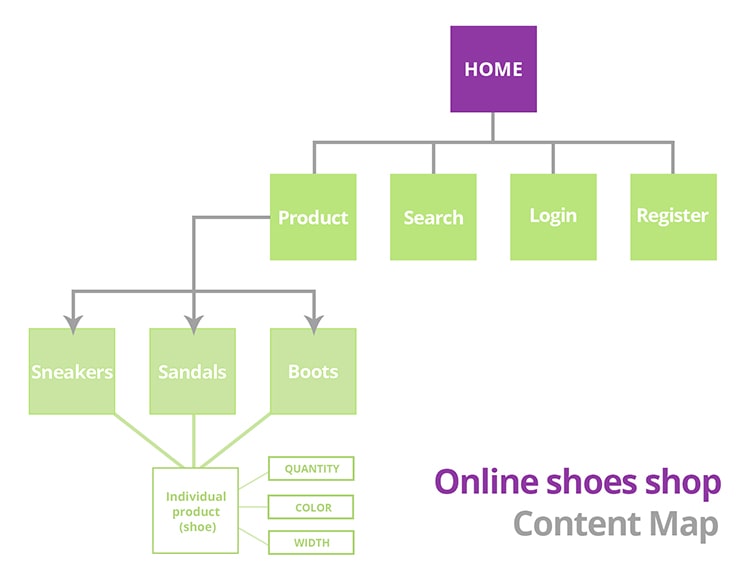 HOME
Product
Search
Login
Register
Sneakers
Sandals
Boots
Individual
product
(shoe)
QUANTITY
COLOR
WIDTH
Online shoes shop
Content Map